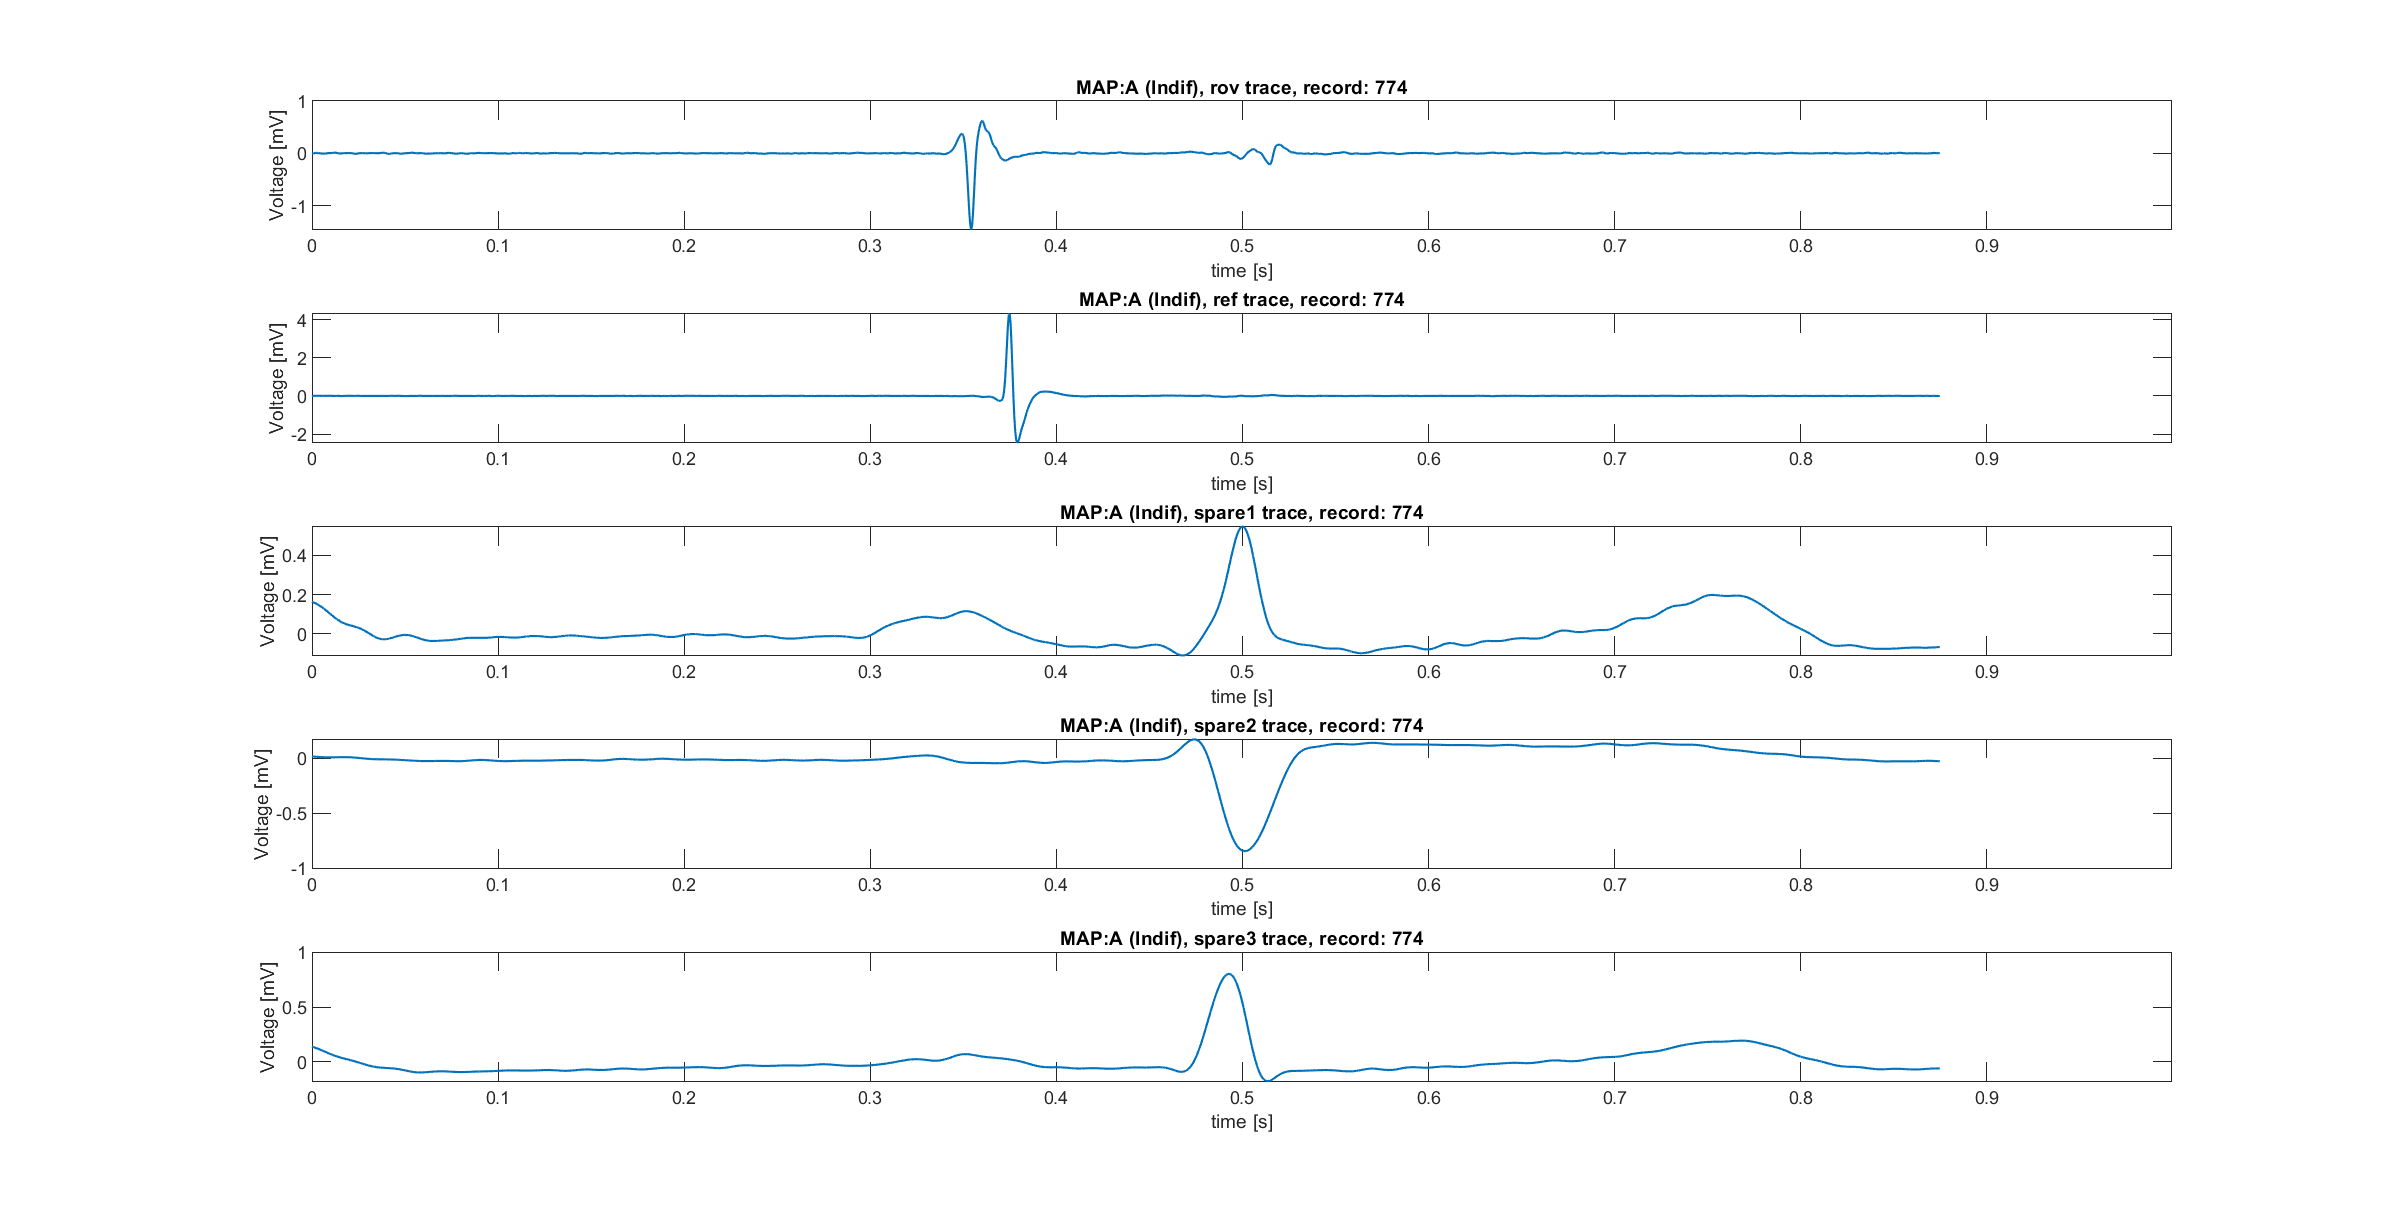 MAP:A (Indif), rov trace, record: 774
Voltage [mV]
1
0
-1
0 0.1 0.2 0.3 0.4 0.5 0.6 0.7 0.8 0.9
time [s]
MAP:A (Indif), ref trace, record: 774
Voltage [mV]
4
2
0
-2
0 0.1 0.2 0.3 0.4 0.5 0.6 0.7 0.8 0.9
time [s]
MAP:A (Indif), spare1 trace, record: 774
Voltage [mV]
0.4
0.2
0
0 0.1 0.2 0.3 0.4 0.5 0.6 0.7 0.8 0.9
time [s]
MAP:A (Indif), spare2 trace, record: 774
Voltage [mV]
0
-0.5
-1
0 0.1 0.2 0.3 0.4 0.5 0.6 0.7 0.8 0.9
time [s]
MAP:A (Indif), spare3 trace, record: 774
Voltage [mV]
1
0.5
0
0 0.1 0.2 0.3 0.4 0.5 0.6 0.7 0.8 0.9
time [s]